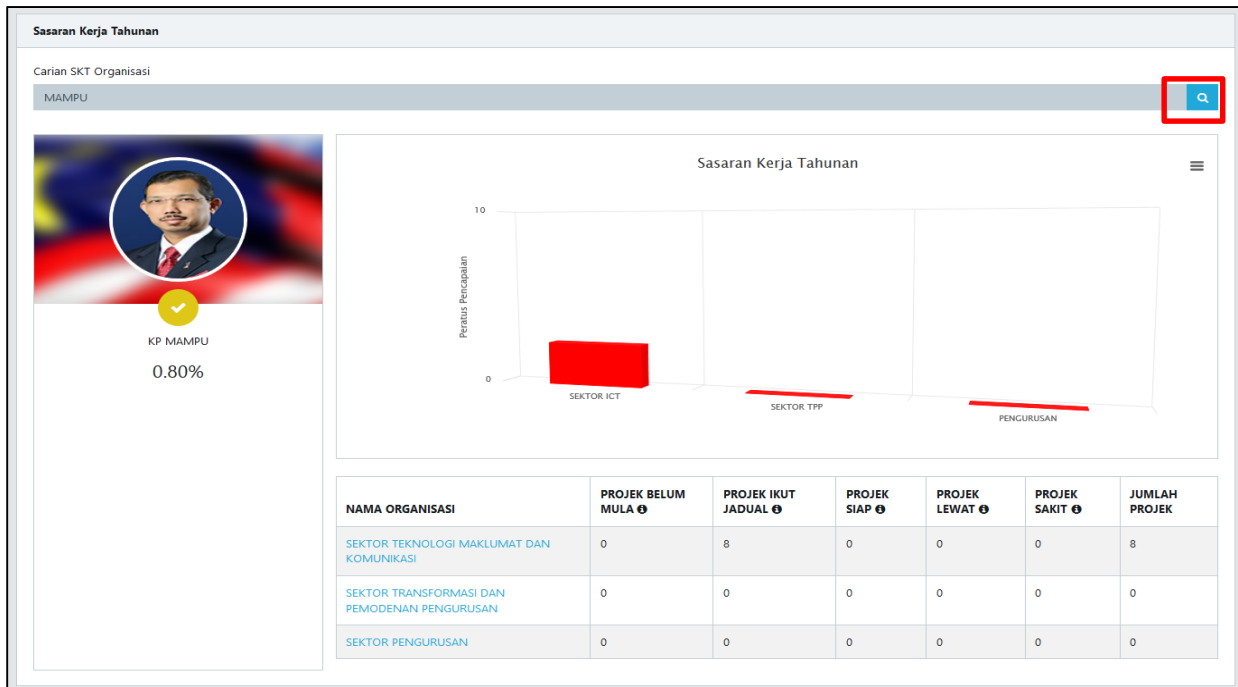 Sasaran Kerja Tahunan
Carian SKT Organisasi
MAMPU
KP MAMPU
0.80%
Sasaran Kerja Tahunan
10
Peratus Pencapaian
0
SEKTOR ICT
SEKTOR TPP
PENGURUSAN
NAMA ORGANISASI PROJEK BELUM MULA PROJEK IKUT JADUAL PROJEK SIAP PROJEK LEWAT PROJEK SAKIT JUMLAH PROJEK
SEKTOR TEKNOLOGI MAKLUMAT DAN KOMUNIKASI 0 8 0 0 0 8
SEKTOR TRANSFORMASI DAN PEMODENAN PENGURUSAN 0 0 0 0 0 0
SEKTOR PENGURUSAN 0 0 0 0 0 0